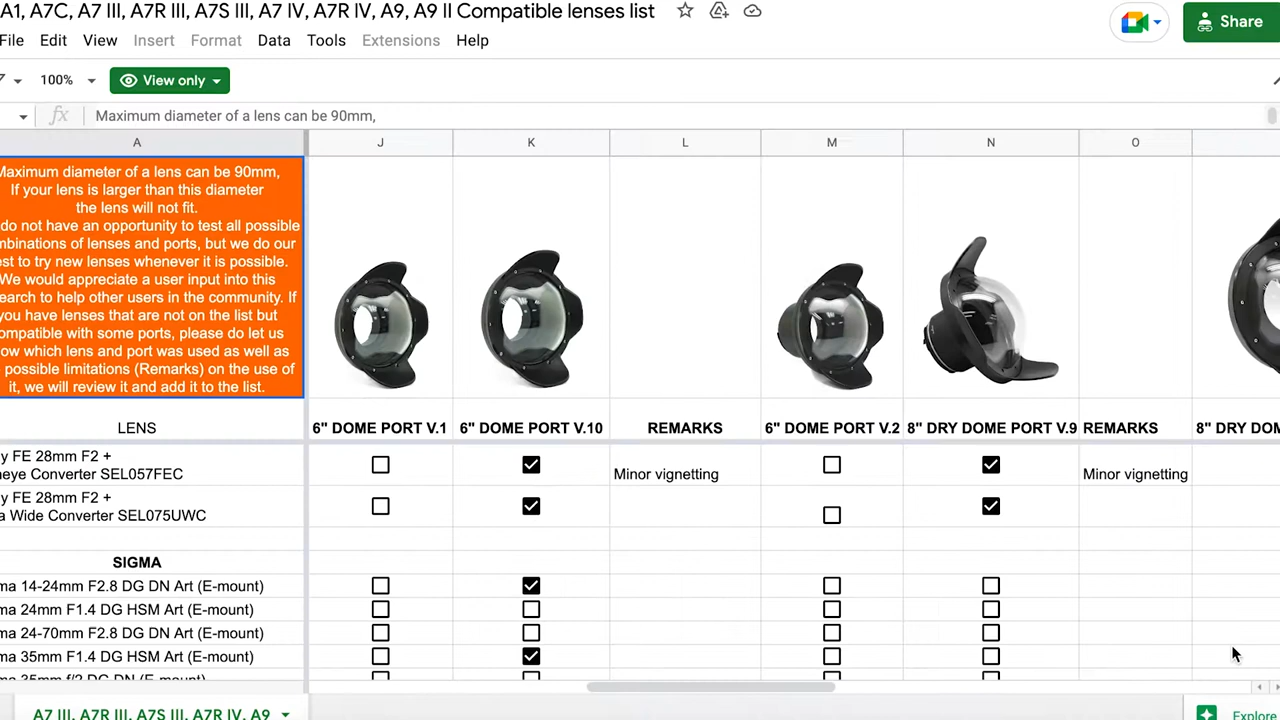 A1, A7C, A7 III, A7R III, A7S III, A7 IV, A7R IV, A9, A9 II Compatible lenses list
File Edit View Insert Format Data Tools Extensions Help
Share
100% View only
fx Maximum diameter of a lens can be 90mm,
A J K L M N O
Maximum diameter of a lens can be 90mm,
If your lens is larger than this diameter
the lens will not fit.
do not have an opportunity to test all possible
mbinations of lenses and ports, but we do our
est to try new lenses whenever it is possible.
We would appreciate a user input into this
search to help other users in the community. If
you have lenses that are not on the list but
ompatible with some ports, please do let us
ow which lens and port was used as well as
possible limitations (Remarks) on the use of
it, we will review it and add it to the list.
LENS 6" DOME PORT V.1 6" DOME PORT V.10 REMARKS 6" DOME PORT V.2 8" DRY DOME PORT V.9 REMARKS 8" DRY DOM
y FE 28mm F2 +
neye Converter SEL057FEC Minor vignetting Minor vignetting
y FE 28mm F2 +
a Wide Converter SEL075UWC
SIGMA
ma 14-24mm F2.8 DG DN Art (E-mount)
ma 24mm F1.4 DG HSM Art (E-mount)
ma 24-70mm F2.8 DG DN Art (E-mount)
ma 35mm F1.4 DG HSM Art (E-mount)
ma 35mm f/2 DG DN (E-mount)
A7 III, A7R III, A7S III, A7R IV, A9
Explore